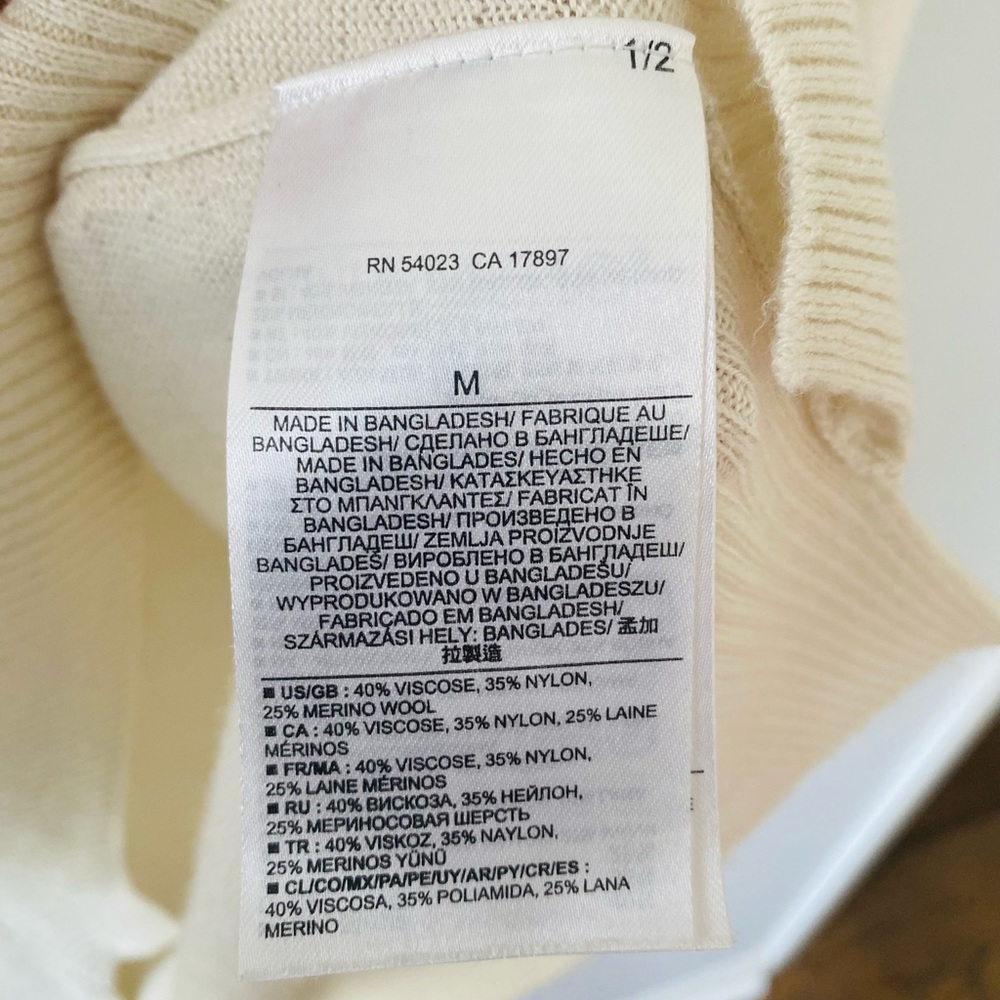 1/2
RN 54023 CA 17897
M
MADE IN BANGLADESH/ FABRIQUE AU
BANGLADESH/ СДЕЛАНО В БАНГЛАДЕШЕ/
MADE IN BANGLADES/ HECHO EN
BANGLADESH/ ΚΑΤΑΣΚΕΥΑΣΤΗΚΕ
ΣΤΟ ΜΠΑΝΓΚΛΑΝΤΕΣ/ FABRICAT ÎN
BANGLADESH/ ПРОИЗВЕДЕНО В
БАНГЛАДЕШ/ ZEMLJA PROIZVODNJE
BANGLADEŠ/ ВИРОБЛЕНО В БАНГЛАДЕШ/
PROIZVEDENO U BANGLADEŠU/
WYPRODUKOWANO W BANGLADESZU/
FABRICADO EM BANGLADESH/
SZÁRMAZÁSI HELY: BANGLADES/ 孟加
拉製造
■ US/GB : 40% VISCOSE, 35% NYLON,
25% MERINO WOOL
■ CA : 40% VISCOSE, 35% NYLON, 25% LAINE
MÉRINOS
■ FR/MA : 40% VISCOSE, 35% NYLON,
25% LAINE MÉRINOS
■ RU : 40% ВИСКОЗА, 35% НЕЙЛОН,
25% МЕРИНОСОВАЯ ШЕРСТЬ
■ TR : 40% VISKOZ, 35% NAYLON,
25% MERINOS YÜNÜ
■ CL/CO/MX/PA/PE/UY/AR/PY/CR/ES :
40% VISCOSA, 35% POLIAMIDA, 25% LANA
MERINO